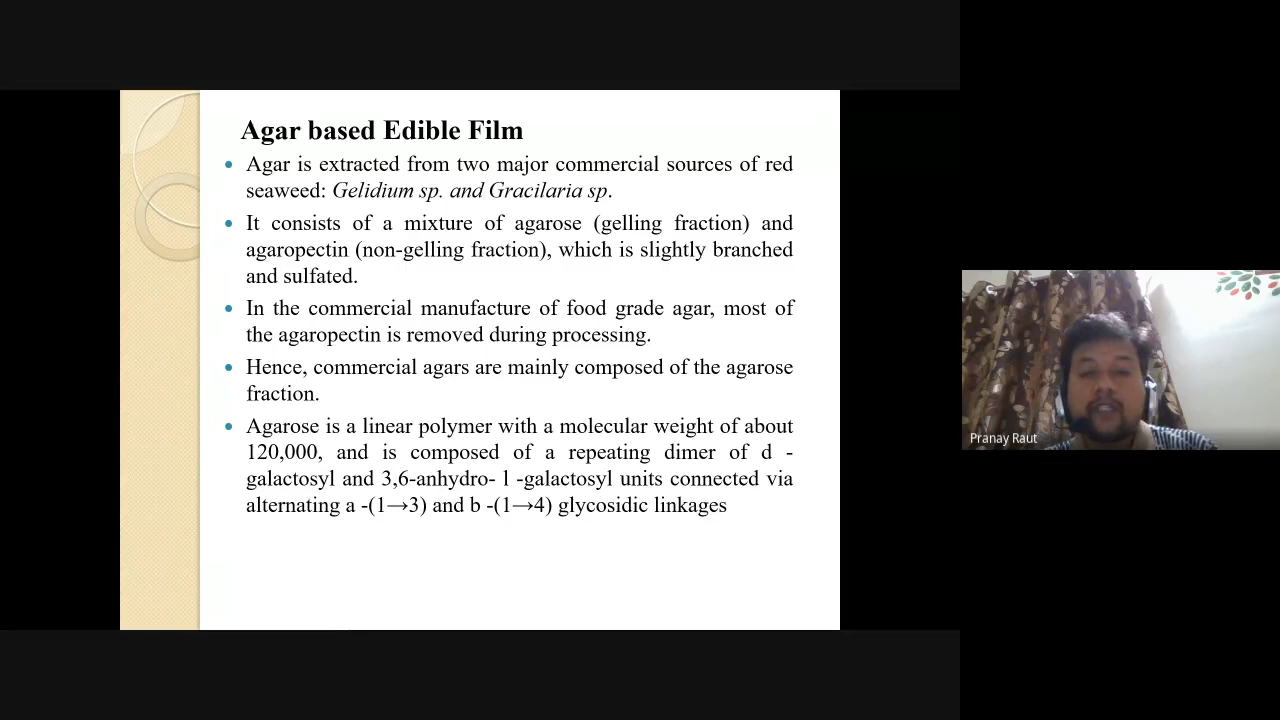 Agar based Edible Film
• Agar is extracted from two major commercial sources of red
seaweed: Gelidium sp. and Gracilaria sp.
• It consists of a mixture of agarose (gelling fraction) and
agaropectin (non-gelling fraction), which is slightly branched
and sulfated.
• In the commercial manufacture of food grade agar, most of
the agaropectin is removed during processing.
• Hence, commercial agars are mainly composed of the agarose
fraction.
• Agarose is a linear polymer with a molecular weight of about
120,000, and is composed of a repeating dimer of d -
galactosyl and 3,6-anhydro- l -galactosyl units connected via
alternating a -(1→3) and b -(1→4) glycosidic linkages
Pranay Raut